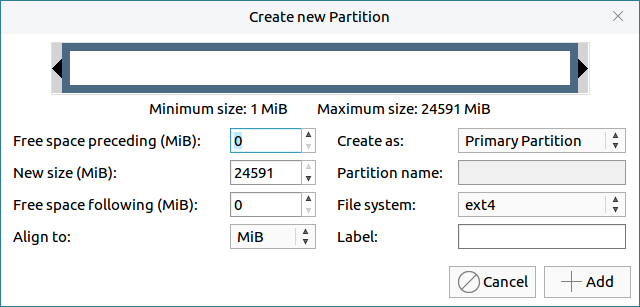 Create new Partition
Minimum size: 1 MiB Maximum size: 24591 MiB
Free space preceding (MiB): 0 Create as: Primary Partition
New size (MiB): 24591 Partition name:
Free space following (MiB): 0 File system: ext4
Align to: MiB Label:
Cancel Add